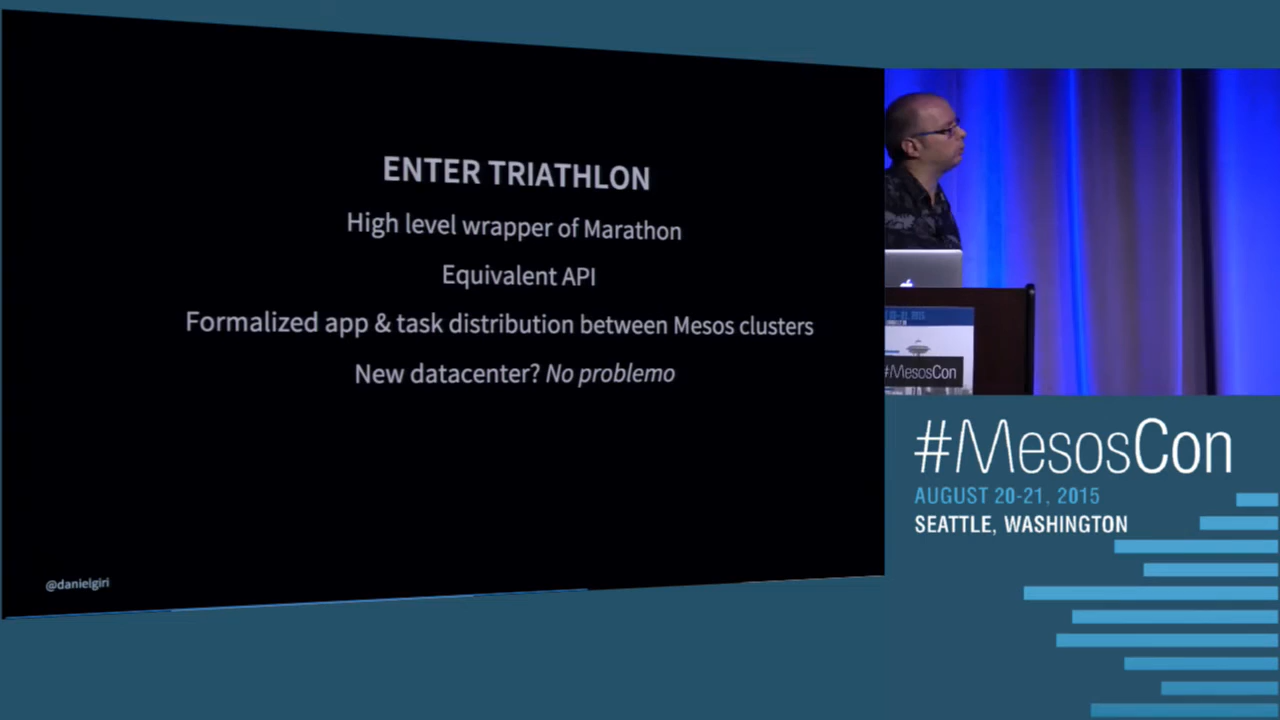 ENTER TRIATHLON
High level wrapper of Marathon
Equivalent API
Formalized app & task distribution between Mesos clusters
New datacenter? No problemo
@danielgiri
#MesosCon
#MesosCon
AUGUST 20-21, 2015
SEATTLE, WASHINGTON